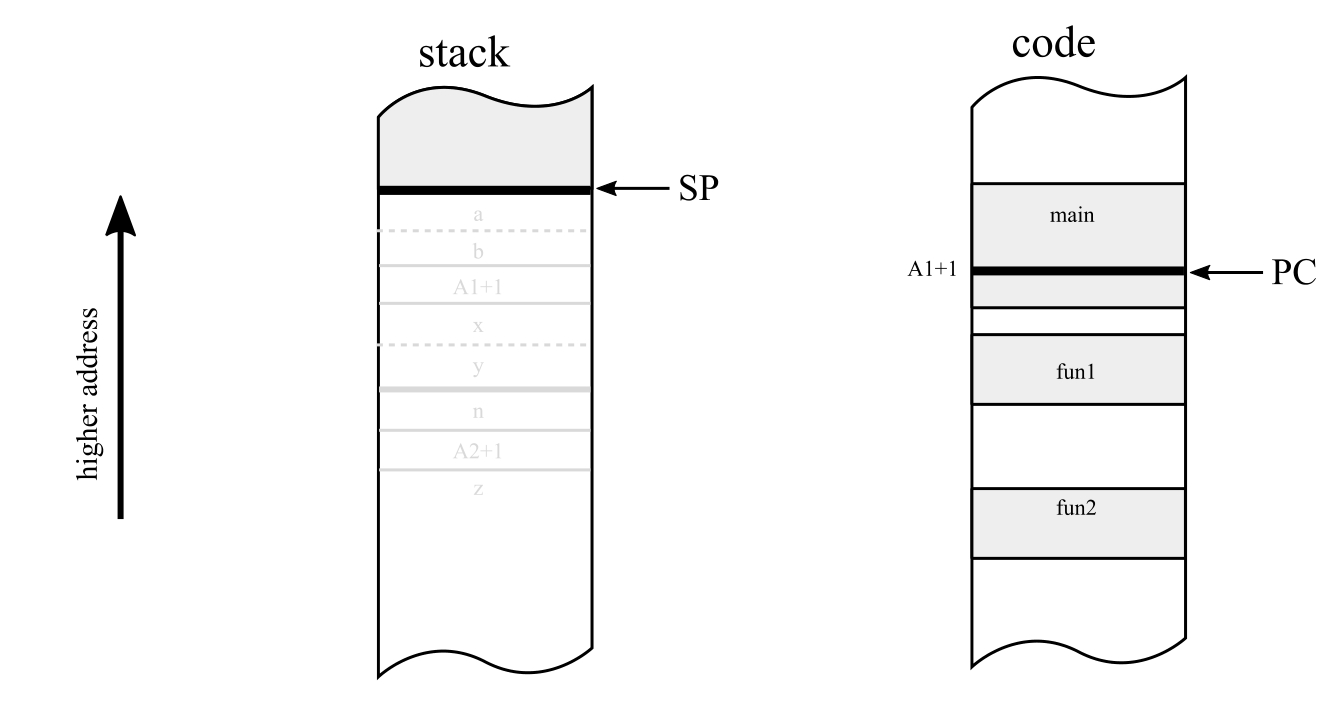 stack
code
SP
a
main
b
A1+1
PC
A1+1
x
y
fun1
n
A2+1
z
fun2
higher address